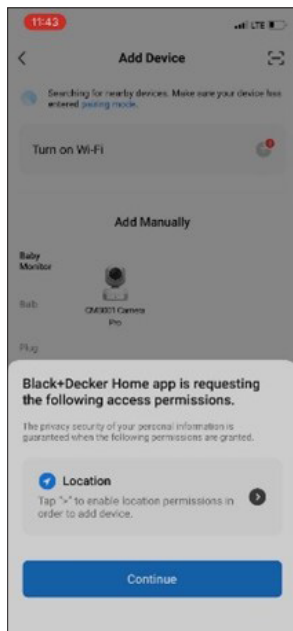 11:43
LTE
Add Device
Searching for nearby devices. Make sure your device has
entered pairing mode.
Turn on Wi-Fi
Add Manually
Baby
Monitor
Bulb
CM3001 Camera
Pro
Plug
Black+Decker Home app is requesting
the following access permissions.
The privacy security of your personal information is
guaranteed when the following permissions are granted.
Location
Tap ">" to enable location permissions in
order to add device.
Continue